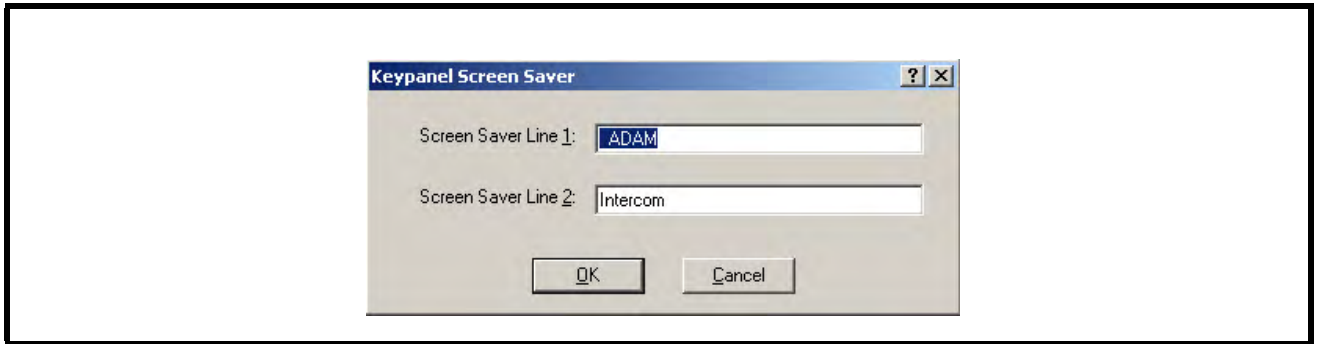 Keypanel Screen Saver
Screen Saver Line 1: ADAM
Screen Saver Line 2: Intercom
OK Cancel